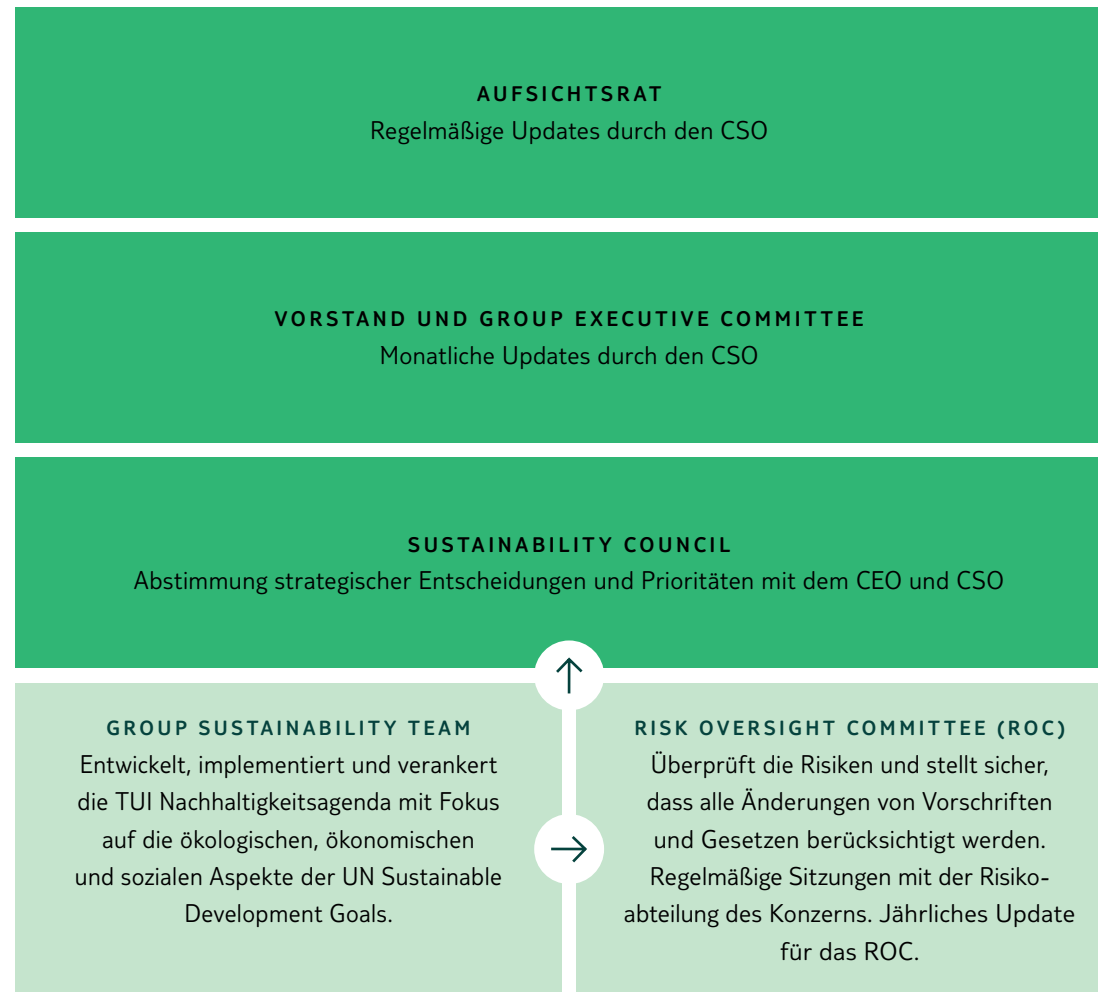 AUFSICHTSRAT
Regelmäßige Updates durch den CSO
VORSTAND UND GROUP EXECUTIVE COMMITTEE
Monatliche Updates durch den CSO
SUSTAINABILITY COUNCIL
Abstimmung strategischer Entscheidungen und Prioritäten mit dem CEO und CSO
GROUP SUSTAINABILITY TEAM
Entwickelt, implementiert und verankert
die TUI Nachhaltigkeitsagenda mit Fokus
auf die ökologischen, ökonomischen
und sozialen Aspekte der UN Sustainable
Development Goals.
RISK OVERSIGHT COMMITTEE (ROC)
Überprüft die Risiken und stellt sicher,
dass alle Änderungen von Vorschriften
und Gesetzen berücksichtigt werden.
Regelmäßige Sitzungen mit der Risiko-
abteilung des Konzerns. Jährliches Update
für das ROC.